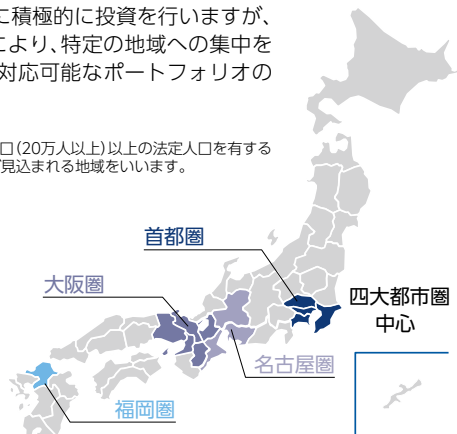 に積極的に投資を行いますが、
により、特定の地域への集中を
対応可能なポートフォリオの
口(20万人以上)以上の法定人口を有する
見込まれる地域をいいます。
首都圏
大阪圏
四大都市圏
中心
名古屋圏
福岡圏